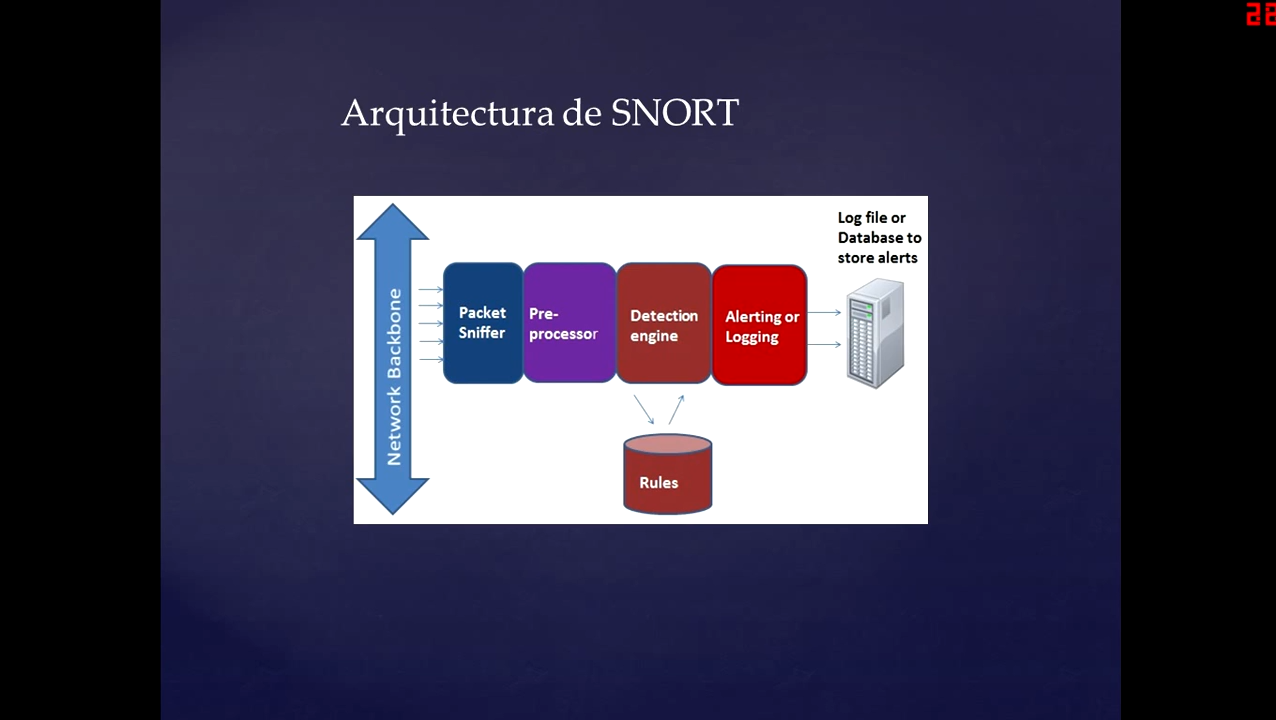 28
Arquitectura de SNORT
Network Backbone
Packet
Sniffer
Pre-
processor
Detection
engine
Alerting or
Logging
Log file or
Database to
store alerts
Rules